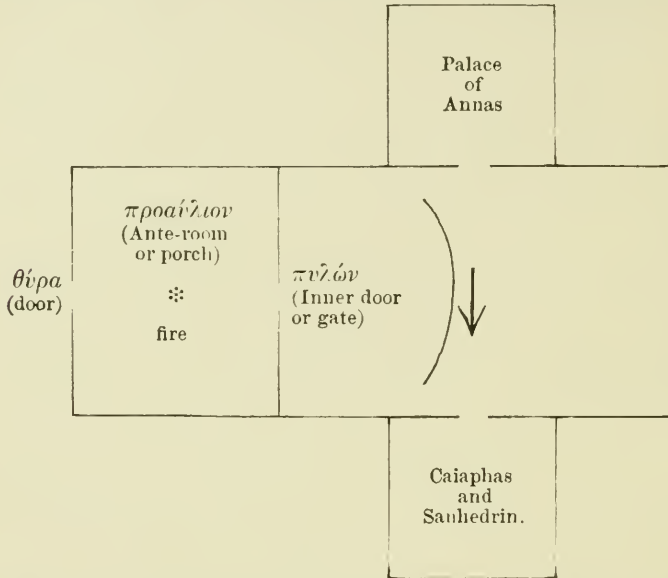 Palace
of
Annas
προαύλιον
(Ante-room
or porch)
fire
θύρα
(door)
πυλών
(Inner door
or gate)
Caiaphas
and
Sanhedrin.